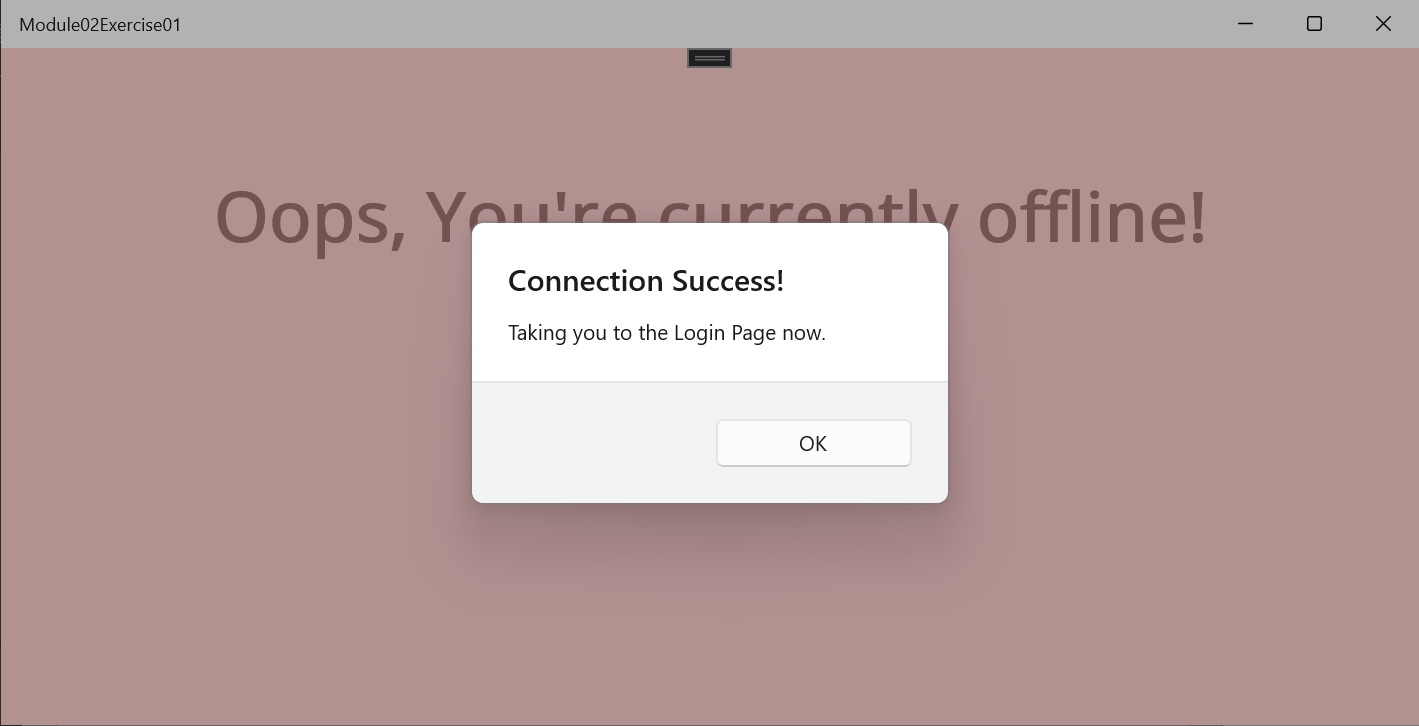 Module02Exercise01
Oops, You're currently offline!
Connection Success!
Taking you to the Login Page now.
OK